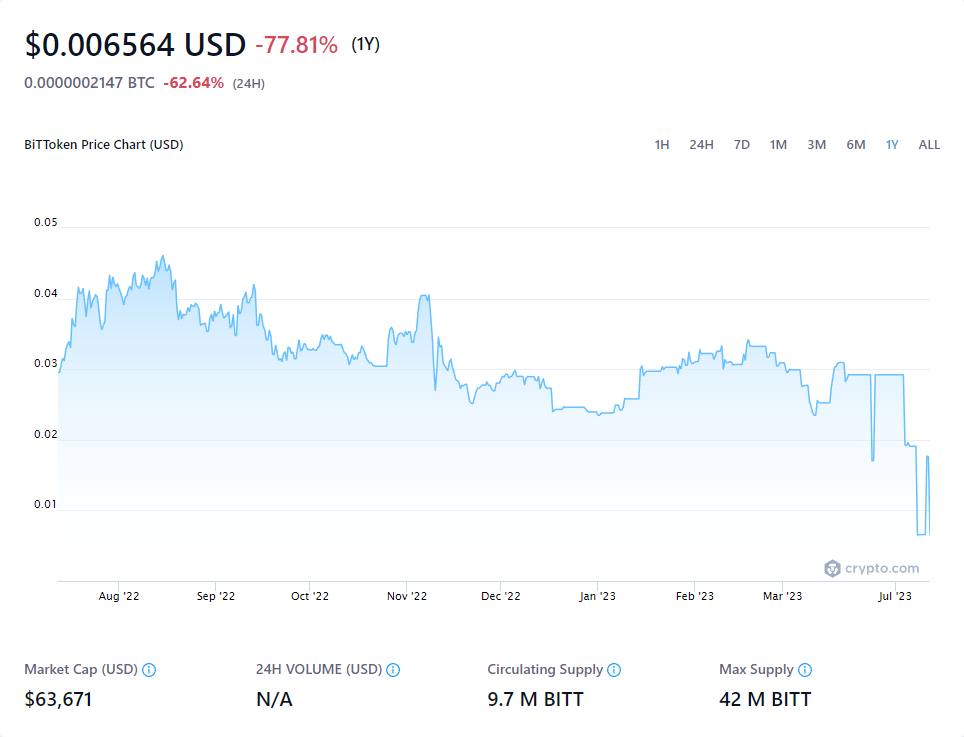 $0.006564 USD -77.81% (1Y)
0.0000002147 BTC -62.64% (24H)
BiTToken Price Chart (USD)
1H 24H 7D 1M 3M 6M 1Y ALL
0.05
0.04
0.03
0.02
0.01
crypto.com
Aug '22 Sep '22 Oct '22 Nov '22 Dec '22 Jan '23 Feb '23 Mar '23 Jul '23
Market Cap (USD) 24H VOLUME (USD) Circulating Supply Max Supply
$63,671 N/A 9.7 M BITT 42 M BITT